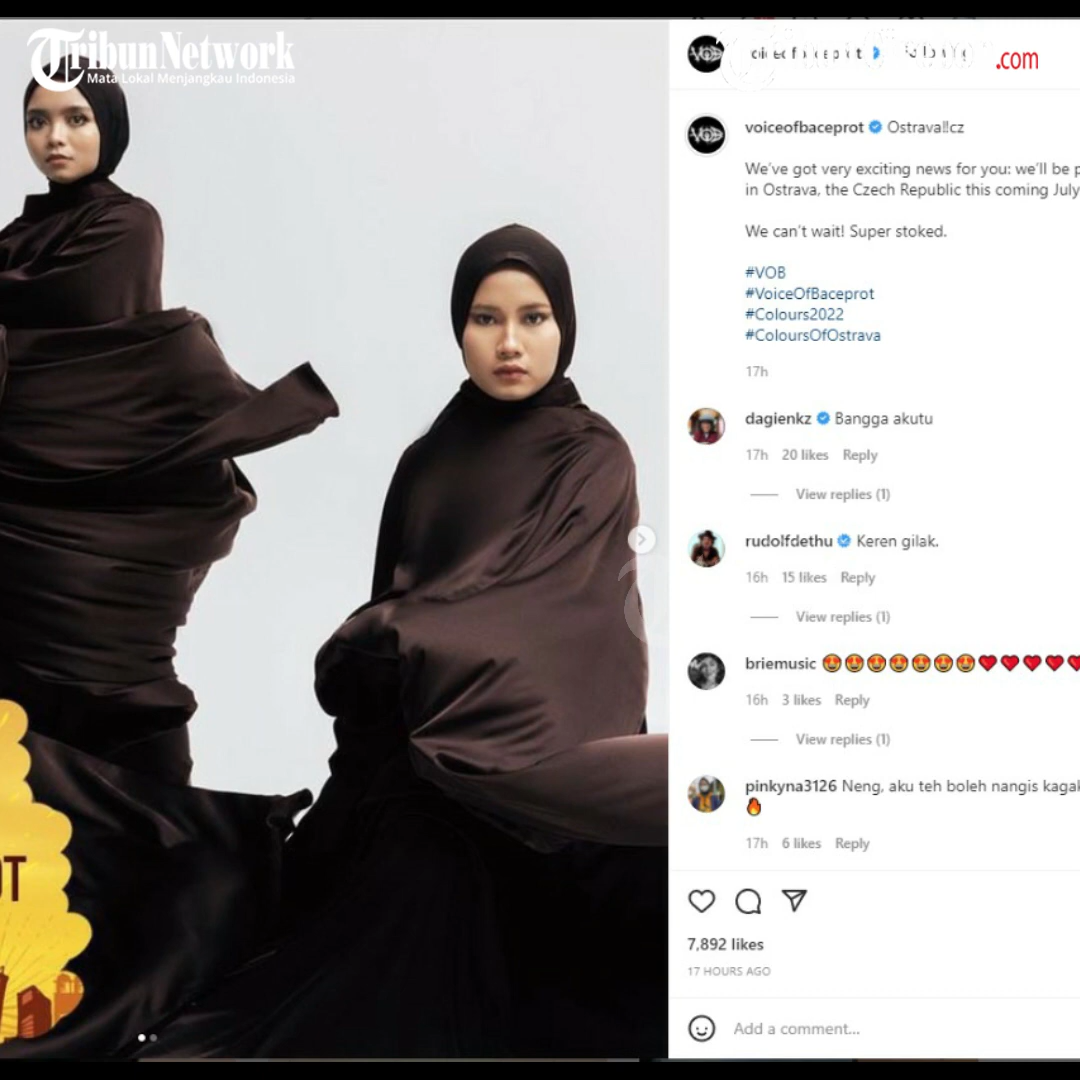 TribunNetwork
Mata Lokal Menjangkau Indonesia
.com
voiceofbaceprot Ostrava!!cz
We've got very exciting news for you: we'll be p
in Ostrava, the Czech Republic this coming July
We can't wait! Super stoked.
#VOB
#VoiceOfBaceprot
#Colours2022
#ColoursOfOstrava
17h
dagienkz Bangga akutu
17h 20 likes Reply
View replies (1)
rudolfdethu Keren gilak.
16h 15 likes Reply
View replies (1)
briemusic 😍😍😍😍😍😍😍❤❤❤❤❤
16h 3 likes Reply
View replies (1)
pinkyna3126 Neng, aku teh boleh nangis kagak
🔥
17h 6 likes Reply
7,892 likes
17 HOURS AGO
Add a comment...
OT